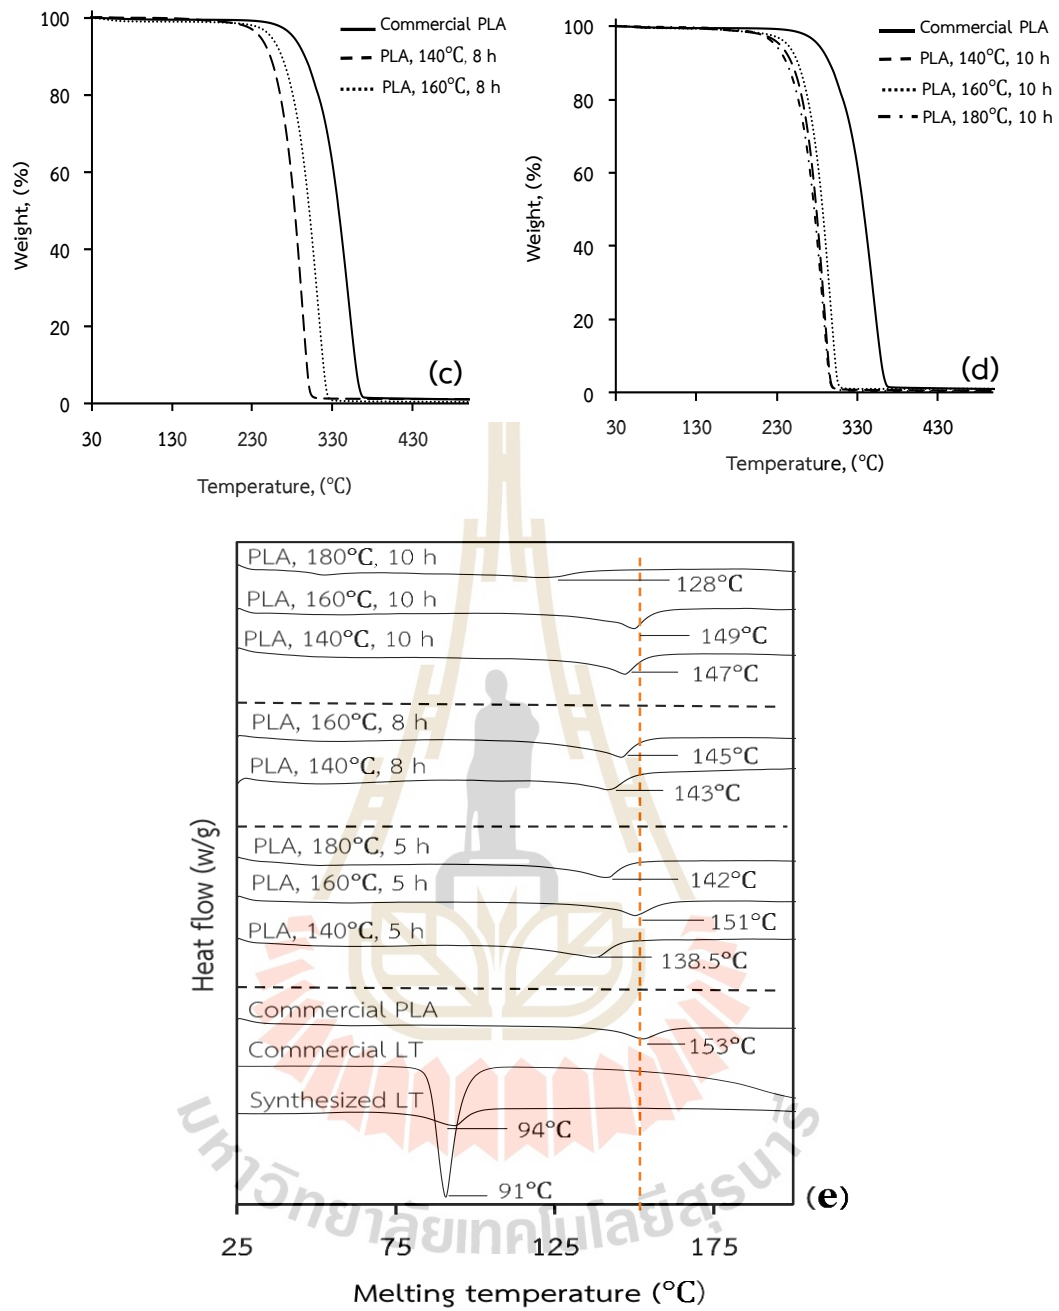 100
80
60
40
20
0
30
130
230
330
430
Weight, (%)
Temperature, (℃)
Commercial PLA
PLA, 140℃, 8 h
PLA, 160℃, 8 h
(c)
100
80
60
40
20
0
30
130
230
330
430
Weight, (%)
Temperature, (℃)
Commercial PLA
PLA, 140℃, 10 h
PLA, 160℃, 10 h
PLA, 180℃, 10 h
(d)
PLA, 180℃, 10 h
128℃
PLA, 160℃, 10 h
149℃
PLA, 140℃, 10 h
147℃
PLA, 160℃, 8 h
145℃
PLA, 140℃, 8 h
143℃
PLA, 180℃, 5 h
142℃
PLA, 160℃, 5 h
151℃
PLA, 140℃, 5 h
138.5℃
Commercial PLA
153℃
Commercial LT
Synthesized LT
94℃
91℃
Heat flow (w/g)
25
75
125
175
Melting temperature (℃)
(e)
มหาวิทยาลัยเทคโนโลยีสุรนารี